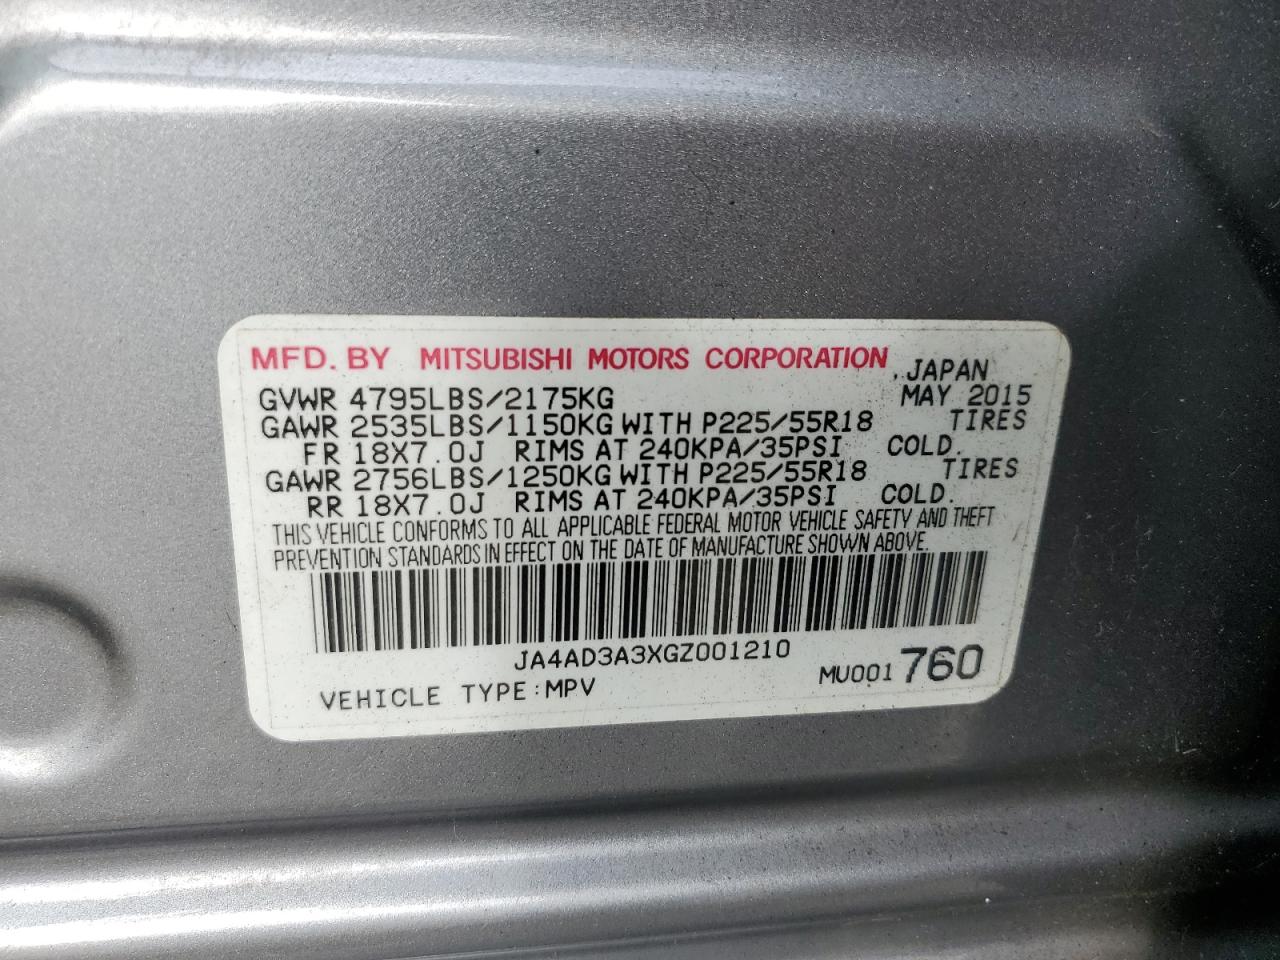 MFD. BY MITSUBISHI MOTORS CORPORATION JAPAN
GVWR 4795LBS/2175KG MAY 2015
GAWR 2535LBS/1150KG WITH P225/55R18 TIRES
FR 18X7.0J RIMS AT 240KPA/35PSI COLD.
GAWR 2756LBS/1250KG WITH P225/55R18 TIRES
RR 18X7.0J RIMS AT 240KPA/35PSI COLD.
THIS VEHICLE CONFORMS TO ALL APPLICABLE FEDERAL MOTOR VEHICLE SAFETY AND THEFT
PREVENTION STANDARDS IN EFFECT ON THE DATE OF MANUFACTURE SHOWN ABOVE.
JA4AD3A3XGZ001210
MU001 760
VEHICLE TYPE:MPV